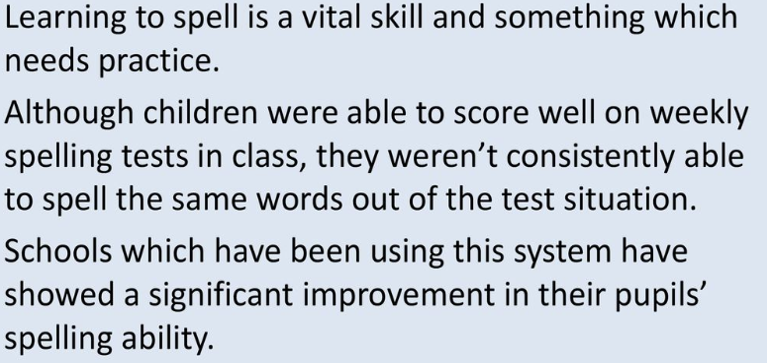 Learning to spell is a vital skill and something which
needs practice.
Although children were able to score well on weekly
spelling tests in class, they weren’t consistently able
to spell the same words out of the test situation.
Schools which have been using this system have
showed a significant improvement in their pupils’
spelling ability.